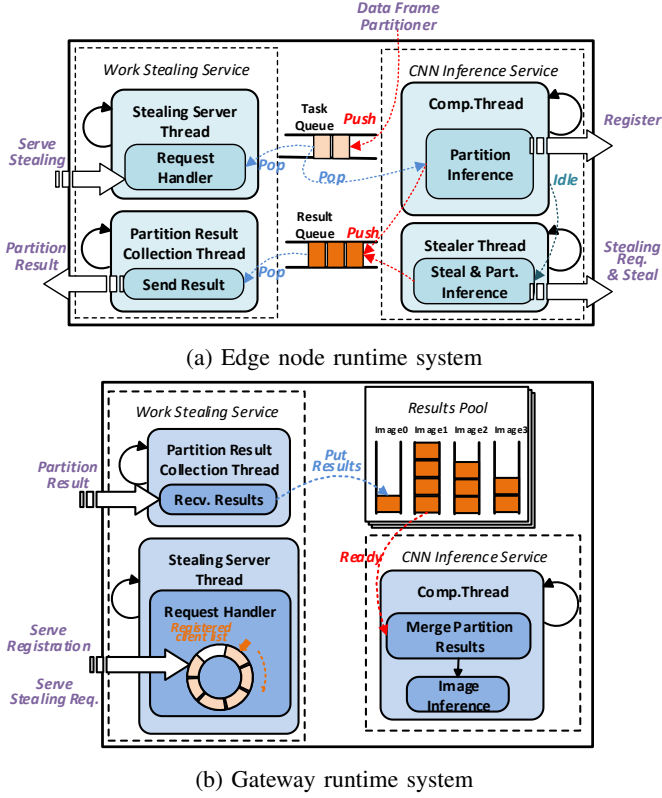 Data Frame
Partitioner
Work Stealing Service
CNN Inference Service
Stealing Server
Thread
Request
Handler
Serve
Stealing
Task
Queue
Push
Pop
Pop
Comp.Thread
Partition
Inference
Register
Idle
Partition Result
Collection Thread
Send Result
Partition
Result
Result
Queue
Push
Pop
Stealer Thread
Steal & Part.
Inference
Stealing
Req.
& Steal
(a) Edge node runtime system
Work Stealing Service
Partition Result
Collection Thread
Recv. Results
Partition
Result
Put
Results
Results Pool
Image0 Image1 Image2 Image3
Stealing Server
Thread
Request Handler
Registered
client list
Serve
Registration
Serve
Stealing Req.
Ready
CNN Inference Service
Comp.Thread
Merge Partition
Results
Image
Inference
(b) Gateway runtime system